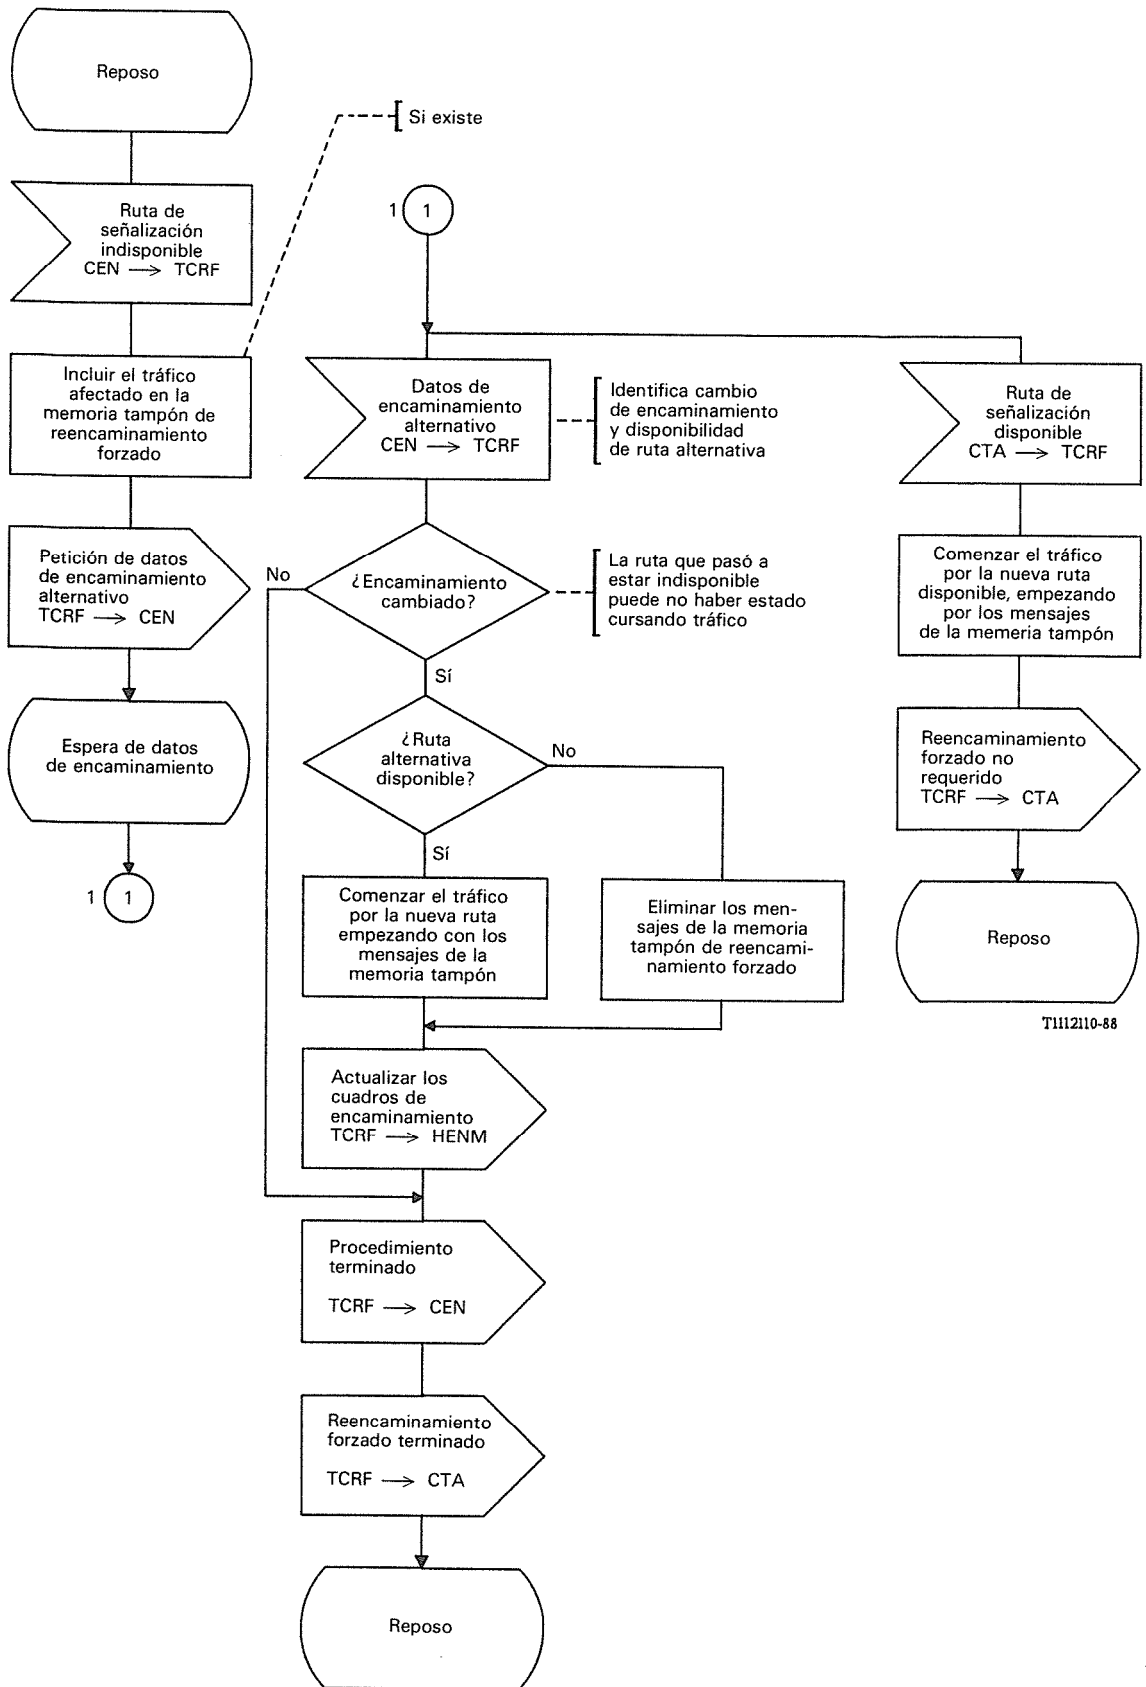 Reposo
Si existe
Ruta de
señalización
indisponible
CEN → TCRF
1 1
Incluir el tráfico
afectado en la
memoria tampón de
reencaminamiento
forzado
Petición de datos
de encaminamiento
alternativo
TCRF → CEN
Espera de datos
de encaminamiento
1 1
Datos de
encaminamiento
alternativo
CEN → TCRF
Identifica cambio
de encaminamiento
y disponibilidad
de ruta alternativa
¿Encaminamiento
cambiado?
No
La ruta que pasó a
estar indisponible
puede no haber estado
cursando tráfico
Sí
¿Ruta
alternativa
disponible?
No
Sí
Comenzar el tráfico
por la nueva ruta
empezando con los
mensajes de la
memoria tampón
Eliminar los men-
sajes de la memoria
tampón de reencami-
namiento forzado
Actualizar los
cuadros de
encaminamiento
TCRF → HENM
Procedimiento
terminado
TCRF → CEN
Reencaminamiento
forzado terminado
TCRF → CTA
Reposo
Ruta de
señalización
disponible
CTA → TCRF
Comenzar el tráfico
por la nueva ruta
disponible, empezando
por los mensajes
de la memeria tampón
Reencaminamiento
forzado no
requerido
TCRF → CTA
Reposo
T1112110-88